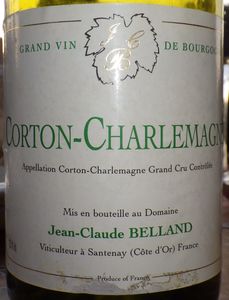 GRAND VIN DE BOURGOG
J C
B
CORTON-CHARLEMAGN
Appellation Corton-Charlemagne Grand Cru Contrôlée
Mis en bouteille au Domaine
Jean-Claude BELLAND
Viticulteur à Santenay (Côte d'Or) France
Produce of France